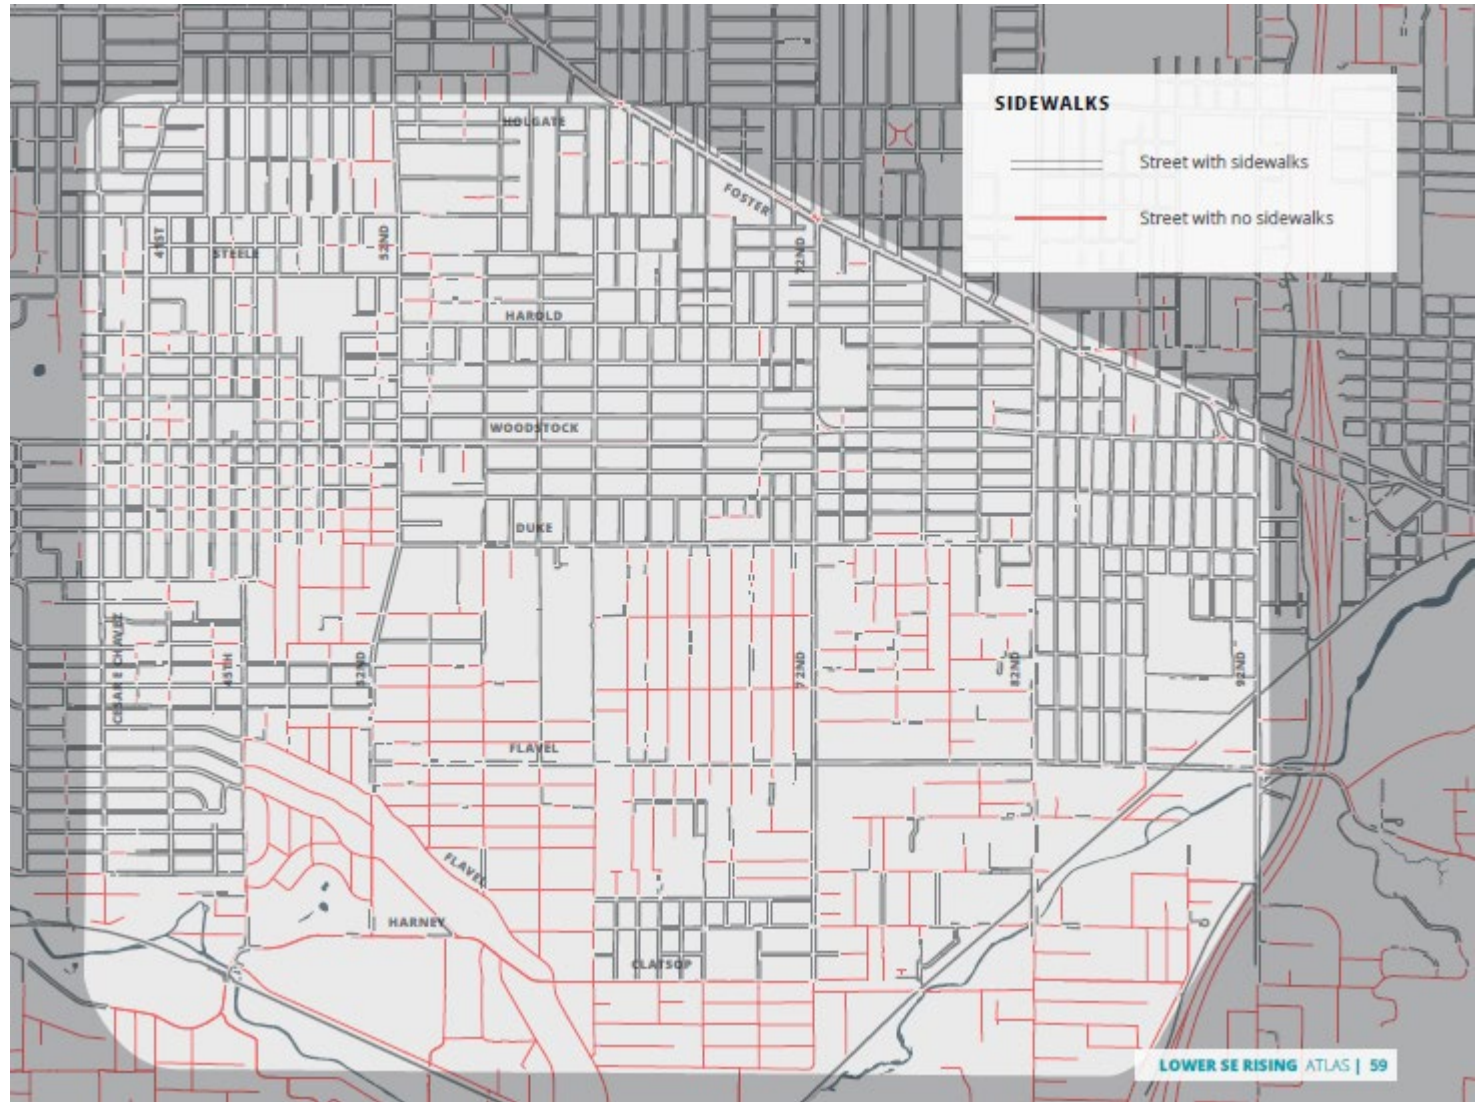 SIDEWALKS
Street with sidewalks
Street with no sidewalks
HOLGATE
FOSTER
41ST
STEELE
52ND
72ND
HAROLD
WOODSTOCK
DUKE
CESAR E CHAVEZ
45TH
52ND
72ND
82ND
92ND
FLAVEL
FLAVEL
HARNEY
CLATSOP
LOWER SE RISING ATLAS | 59